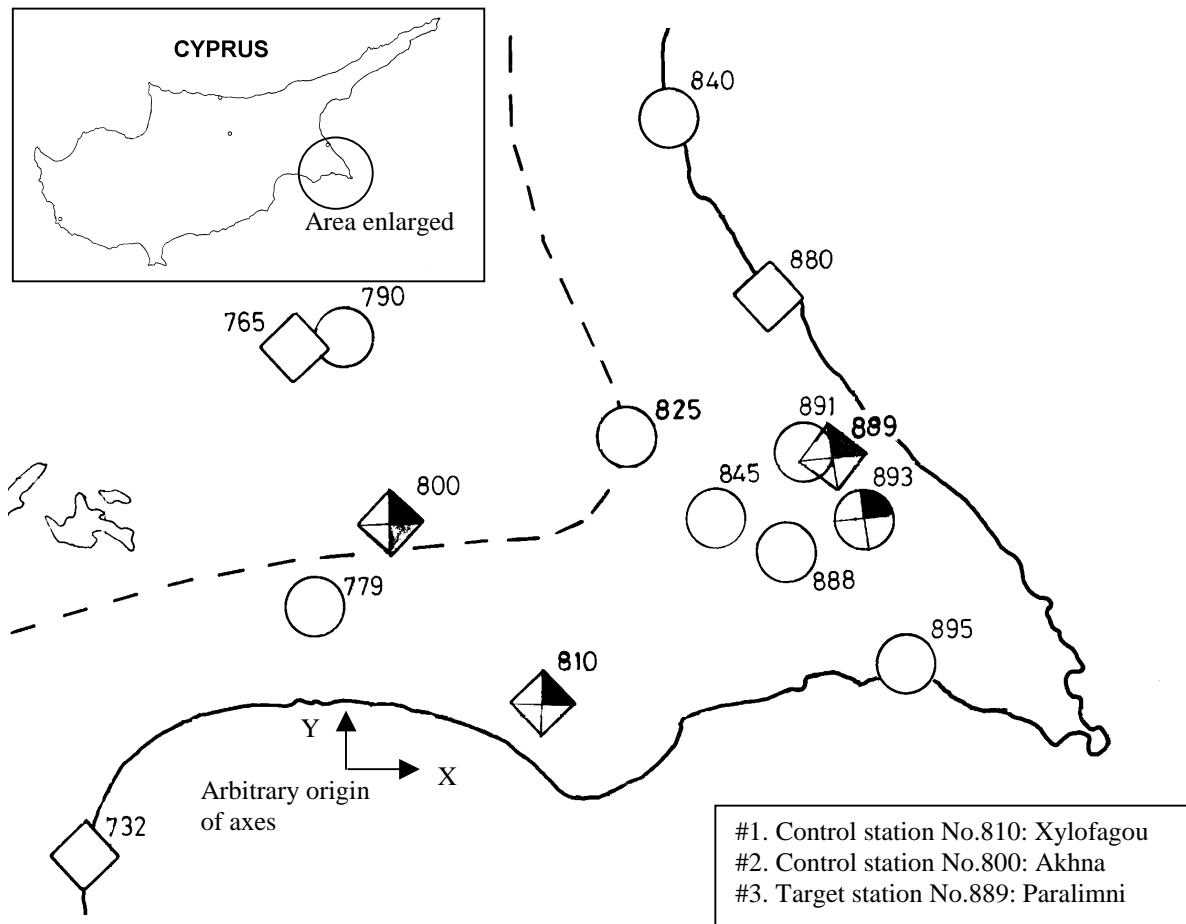 CYPRUS
Area enlarged
840
880
790
765
825
891
889
845
893
800
888
779
895
810
Y
X
Arbitrary origin
of axes
732
#1. Control station No.810: Xylofagou
#2. Control station No.800: Akhna
#3. Target station No.889: Paralimni